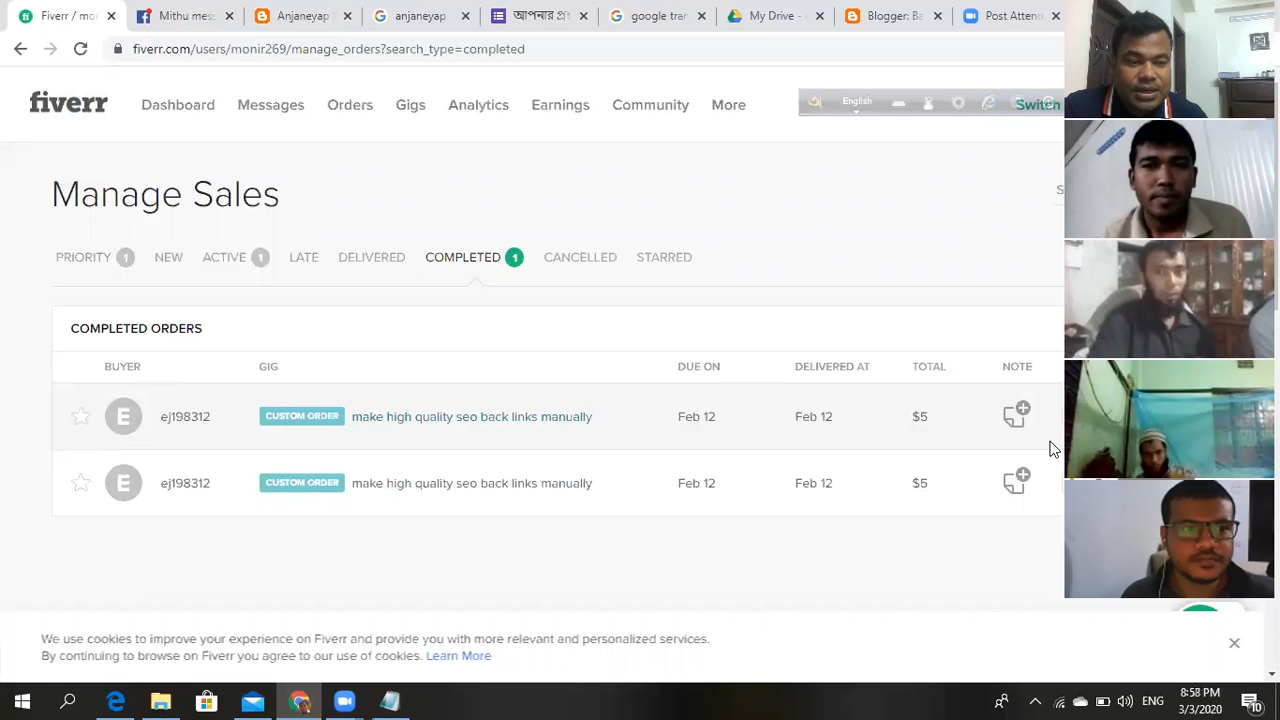 Fiverr / mo
Mithu mess
Anjaneyap
anjaneyap
আপনার প্র
google tran
My Drive -
Blogger: Ba
Post Attend
fiverr.com/users/monir269/manage_orders?search_type=completed
fiverr
Dashboard
Messages
Orders
Gigs
Analytics
Earnings
Community
More
English
Switch
Manage Sales
PRIORITY 1
NEW
ACTIVE 1
LATE
DELIVERED
COMPLETED 1
CANCELLED
STARRED
COMPLETED ORDERS
BUYER GIG DUE ON DELIVERED AT TOTAL NOTE
E ej198312 CUSTOM ORDER make high quality seo back links manually Feb 12 Feb 12 $5
E ej198312 CUSTOM ORDER make high quality seo back links manually Feb 12 Feb 12 $5
We use cookies to improve your experience on Fiverr and provide you with more relevant and personalized services.
By continuing to browse on Fiverr you agree to our use of cookies. Learn More
ENG
8:58 PM
3/3/2020
10